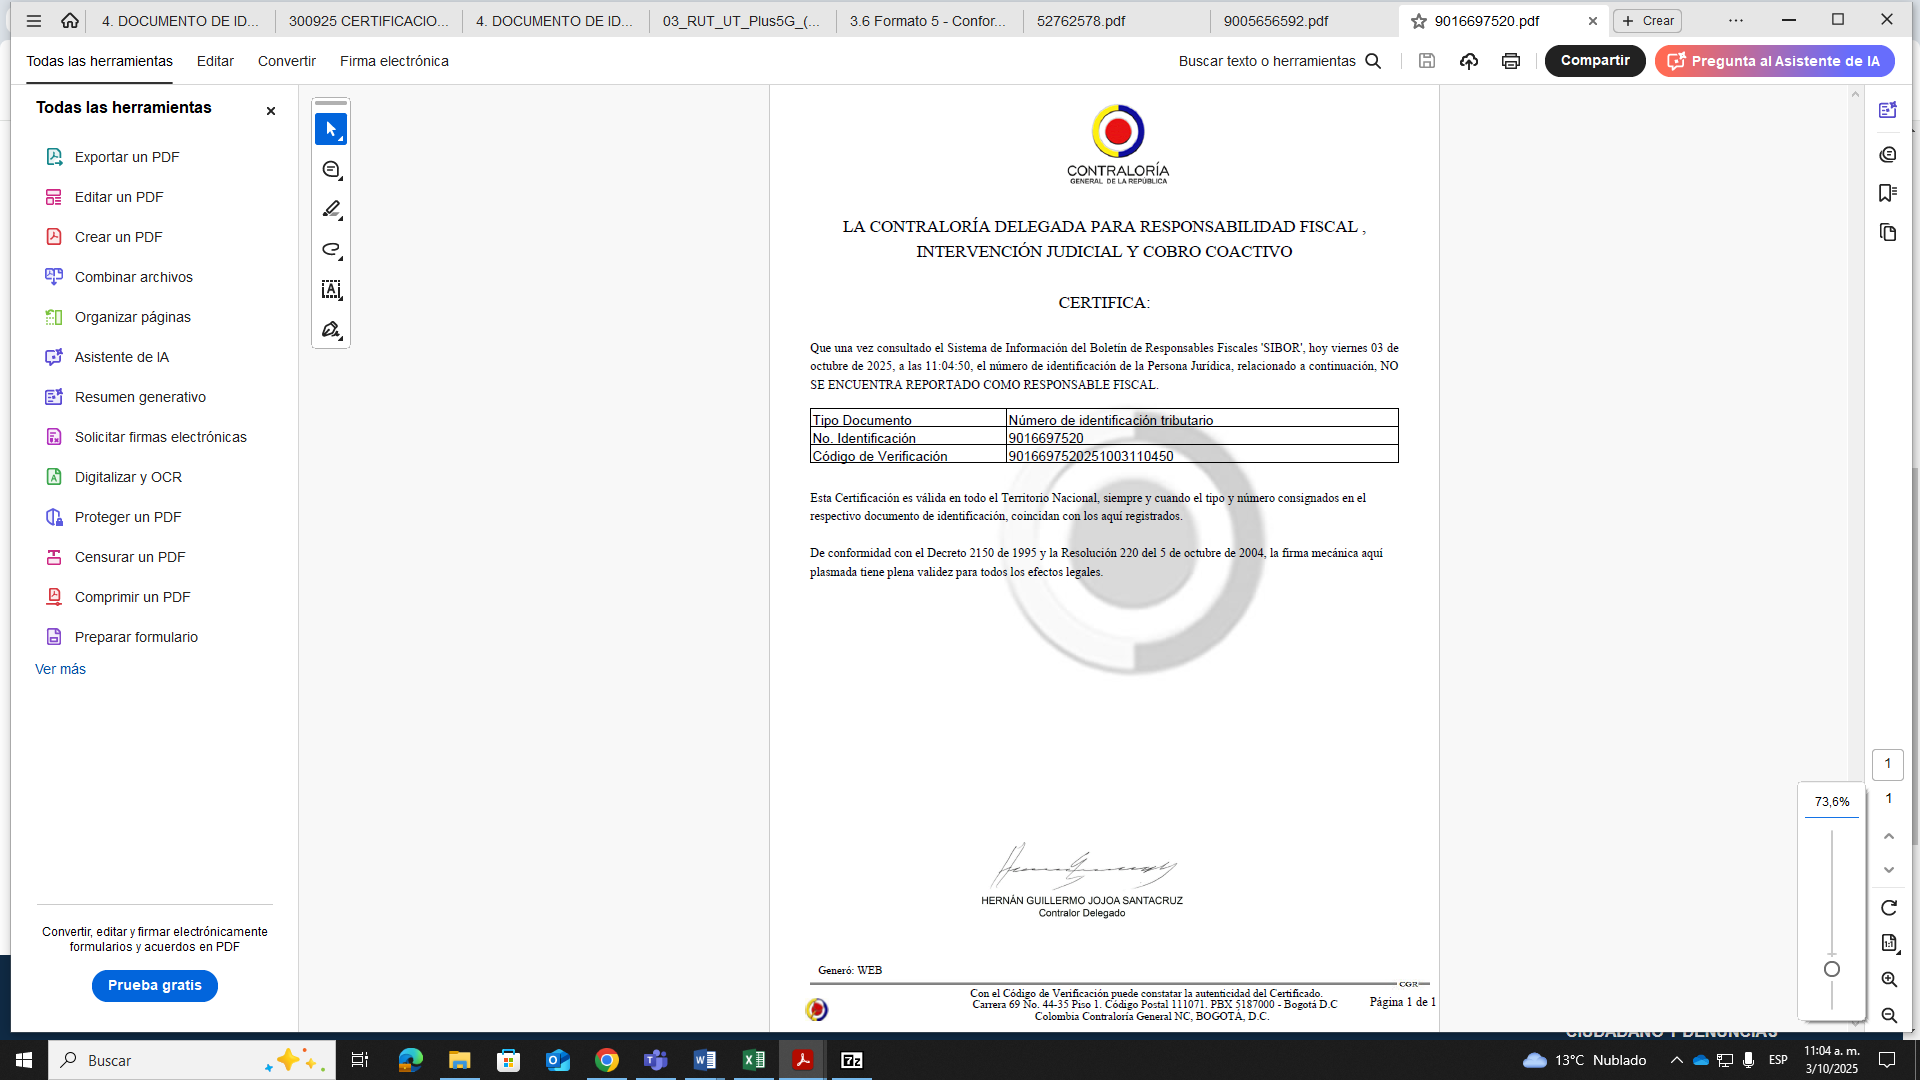 4. DOCUMENTO DE ID...
300925 CERTIFICACIO...
4. DOCUMENTO DE ID...
03_RUT_UT_Plus5G_(...
3.6 Formato 5 - Confor...
52762578.pdf
9005656592.pdf
9016697520.pdf
Crear
Todas las herramientas
Editar
Convertir
Firma electrónica
Buscar texto o herramientas
Compartir
Pregunta al Asistente de IA
Todas las herramientas
Exportar un PDF
Editar un PDF
Crear un PDF
Combinar archivos
Organizar páginas
Asistente de IA
Resumen generativo
Solicitar firmas electrónicas
Digitalizar y OCR
Proteger un PDF
Censurar un PDF
Comprimir un PDF
Preparar formulario
Ver más
Convertir, editar y firmar electrónicamente
formularios y acuerdos en PDF
Prueba gratis
CONTRALORÍA
GENERAL DE LA REPÚBLICA
LA CONTRALORÍA DELEGADA PARA RESPONSABILIDAD FISCAL ,
INTERVENCIÓN JUDICIAL Y COBRO COACTIVO
CERTIFICA:
Que una vez consultado el Sistema de Información del Boletín de Responsables Fiscales 'SIBOR', hoy viernes 03 de
octubre de 2025, a las 11:04:50, el número de identificación de la Persona Jurídica, relacionado a continuación, NO
SE ENCUENTRA REPORTADO COMO RESPONSABLE FISCAL.
Tipo Documento Número de identificación tributario
No. Identificación 9016697520
Código de Verificación 9016697520251003110450
Esta Certificación es válida en todo el Territorio Nacional, siempre y cuando el tipo y número consignados en el
respectivo documento de identificación, coincidan con los aquí registrados.
De conformidad con el Decreto 2150 de 1995 y la Resolución 220 del 5 de octubre de 2004, la firma mecánica aquí
plasmada tiene plena validez para todos los efectos legales.
HERNÁN GUILLERMO JOJOA SANTACRUZ
Contralor Delegado
Generó: WEB
CGR
Con el Código de Verificación puede constatar la autenticidad del Certificado.
Carrera 69 No. 44-35 Piso 1. Código Postal 111071. PBX 5187000 - Bogotá D.C
Colombia Contraloría General NC, BOGOTÁ, D.C.
Página 1 de 1
1
1
73,6%
1:1
CIUDADANO Y DENUNCIAS
Buscar
7z
13°C Nublado
ESP
11:04 a. m.
3/10/2025